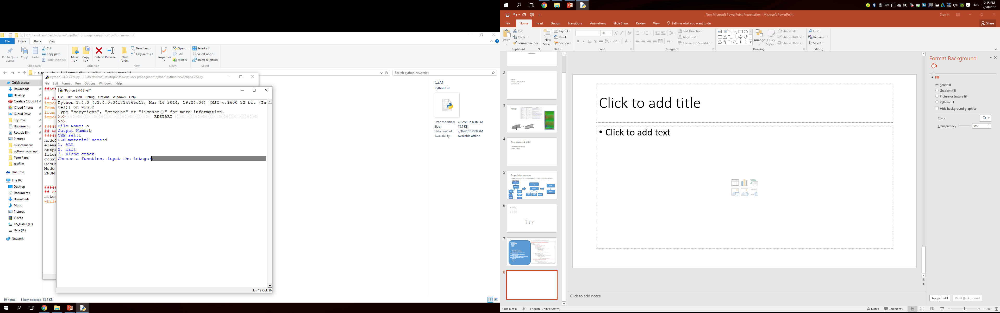 C:\Users\klaus\Desktop\class\vip\Rock propogation\python\python newscript
File Home Share View
Pin to Quick access
Copy
Paste
Cut
Copy path
Paste shortcut
Clipboard
Move to
Copy to
Delete
Rename
Organize
New folder
New item
Easy access
New
Properties
Open
Edit
History
Open
Select all
Select none
Invert selection
Select
class vip Rock propogation python python newscript
Search python newscript
Quick access
Downloads
Desktop
Creative Cloud Fil
iCloud Photos
iCloud Drive
SkyDrive
Documents
Recycle Bin
Pictures
miscellaneous
python newscript
Term Paper
testfiles
OneDrive
This PC
Desktop
Documents
Downloads
Music
Pictures
Videos
OS_Install (C:)
Data (D:)
Network
19 items 1 item selected 13.7 KB
Python 3.4.0: CZM.py - C:\Users\klaus\Desktop\class\vip\Rock propogation\python\python newscript\CZM.py
File Edit Format Run Options Windows Help
##Aut
## Ad
impor
from
from
impor
#####
## GU
#####
nodeT
eleme
outpu
filen
cohEl
CZMMa
Mode
ENUM
#####
## As
attem
while
*Python 3.4.0 Shell*
File Edit Shell Debug Options Windows Help
Python 3.4.0 (v3.4.0:04f714765c13, Mar 16 2014, 19:24:06) [MSC v.1600 32 bit (In
tel)] on win32
Type "copyright", "credits" or "license()" for more information.
>>> ================================ RESTART ================================
>>>
File Name: a
Output Name:b
CZE set:c
CZM material name:d
1. ALL
2. part
3. Along crack
Choose a function, input the integer:
Ln: 12 Col: 36
CZM
Python File
Date modified: 7/22/2016 8:16 PM
Size: 13.7 KB
Date created: 7/16/2016 2:08 PM
Availability: Available offline
ENG
2:15 PM
7/28/2016
New Microsoft PowerPoint Presentation - Microsoft PowerPoint
Sign in
File Home Insert Design Transitions Animations Slide Show Review View Tell me what you want to do
Share
Paste
Cut
Copy
Format Painter
Clipboard
New Slide
Layout
Reset
Section
Slides
28
Font
Text Direction
Align Text
Convert to SmartArt
Paragraph
Arrange
Quick Styles
Shape Fill
Shape Outline
Shape Effects
Drawing
Find
Replace
Select
Editing
2
3
Recap
4
New mission → CPE4
5
Scope / data structure
6
7
8
Click to add title
• Click to add text
Click to add notes
Format Background
Fill
Solid fill
Gradient fill
Picture or texture fill
Pattern fill
Hide background graphics
Color
Transparency 0%
Apply to All
Reset Background
Slide 8 of 8
English (United States)
Notes
Comments
104%